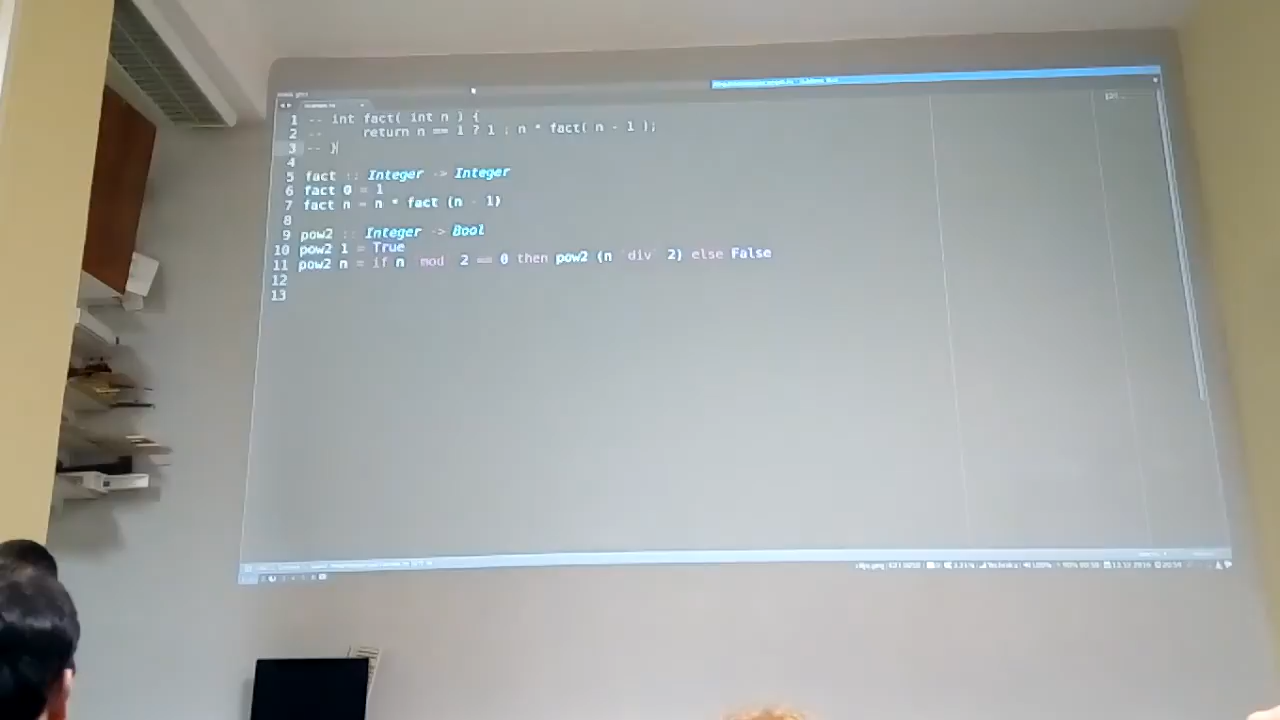 1 -- int fact( int n ) {
2 --     return n == 1 ? 1 : n * fact( n - 1 );
3 -- }
4
5 fact :: Integer -> Integer
6 fact 0 = 1
7 fact n = n * fact (n - 1)
8
9 pow2 :: Integer -> Bool
10 pow2 1 = True
11 pow2 n = if n `mod` 2 == 0 then pow2 (n `div` 2) else False
12
13